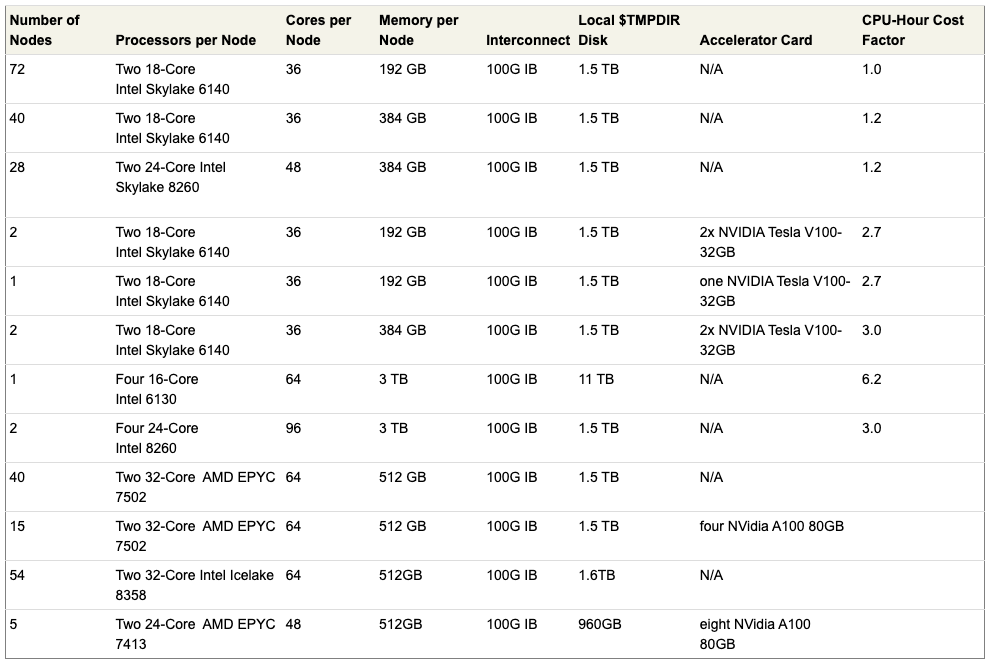 Number of Nodes Processors per Node Cores per Node Memory per Node Interconnect Local $TMPDIR Disk Accelerator Card CPU-Hour Cost Factor
72 Two 18-Core Intel Skylake 6140 36 192 GB 100G IB 1.5 TB N/A 1.0
40 Two 18-Core Intel Skylake 6140 36 384 GB 100G IB 1.5 TB N/A 1.2
28 Two 24-Core Intel Skylake 8260 48 384 GB 100G IB 1.5 TB N/A 1.2
2 Two 18-Core Intel Skylake 6140 36 192 GB 100G IB 1.5 TB 2x NVIDIA Tesla V100-32GB 2.7
1 Two 18-Core Intel Skylake 6140 36 192 GB 100G IB 1.5 TB one NVIDIA Tesla V100-32GB 2.7
2 Two 18-Core Intel Skylake 6140 36 384 GB 100G IB 1.5 TB 2x NVIDIA Tesla V100-32GB 3.0
1 Four 16-Core Intel 6130 64 3 TB 100G IB 11 TB N/A 6.2
2 Four 24-Core Intel 8260 96 3 TB 100G IB 1.5 TB N/A 3.0
40 Two 32-Core AMD EPYC 7502 64 512 GB 100G IB 1.5 TB N/A
15 Two 32-Core AMD EPYC 7502 64 512 GB 100G IB 1.5 TB four NVidia A100 80GB
54 Two 32-Core Intel Icelake 8358 64 512GB 100G IB 1.6TB N/A
5 Two 24-Core AMD EPYC 7413 48 512GB 100G IB 960GB eight NVidia A100 80GB